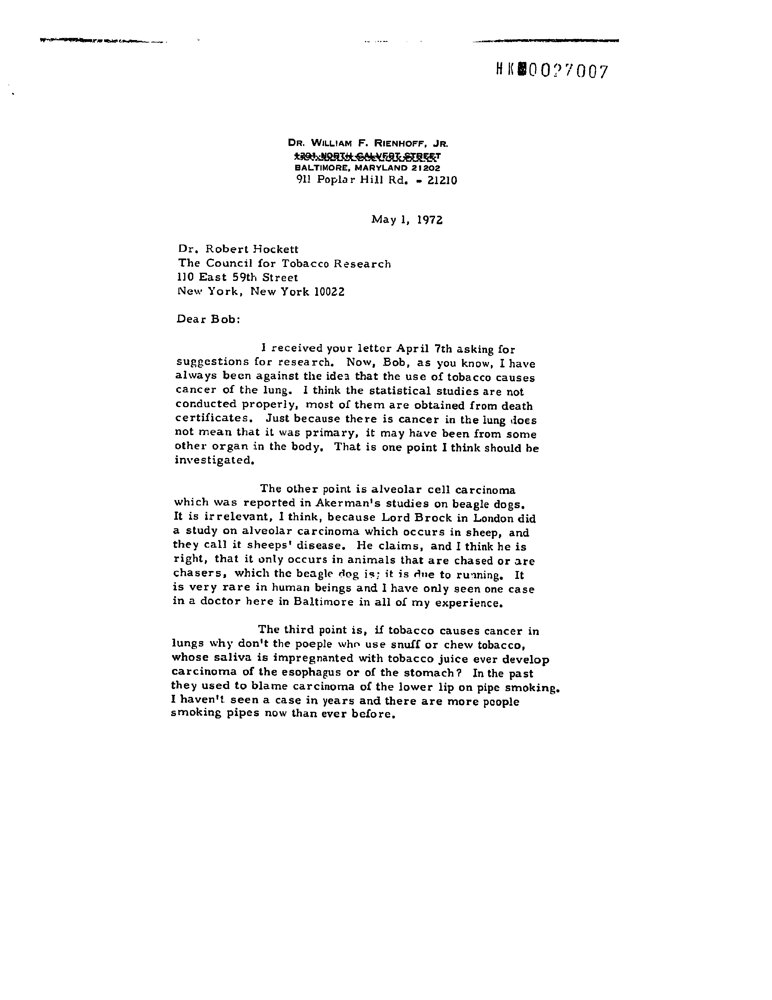 HK0027007
DR. WILLIAM F. RIENHOFF, JR.
1201 NORTH CALVERT STREET
BALTIMORE, MARYLAND 21202
911 Poplar Hill Rd. - 21210
May 1, 1972
Dr. Robert Hockett
The Council for Tobacco Research
110 East 59th Street
New York, New York 10022
Dear Bob:
I received your letter April 7th asking for
suggestions for research. Now, Bob, as you know, I have
always been against the idea that the use of tobacco causes
cancer of the lung. I think the statistical studies are not
conducted properly, most of them are obtained from death
certificates. Just because there is cancer in the lung does
not mean that it was primary, it may have been from some
other organ in the body. That is one point I think should be
investigated.
The other point is alveolar cell carcinoma
which was reported in Akerman's studies on beagle dogs.
It is irrelevant, I think, because Lord Brock in London did
a study on alveolar carcinoma which occurs in sheep, and
they call it sheeps' disease. He claims, and I think he is
right, that it only occurs in animals that are chased or are
chasers, which the beagle dog is; it is due to running. It
is very rare in human beings and I have only seen one case
in a doctor here in Baltimore in all of my experience.
The third point is, if tobacco causes cancer in
lungs why don't the poeple who use snuff or chew tobacco,
whose saliva is impregnanted with tobacco juice ever develop
carcinoma of the esophagus or of the stomach? In the past
they used to blame carcinoma of the lower lip on pipe smoking.
I haven't seen a case in years and there are more people
smoking pipes now than ever before.